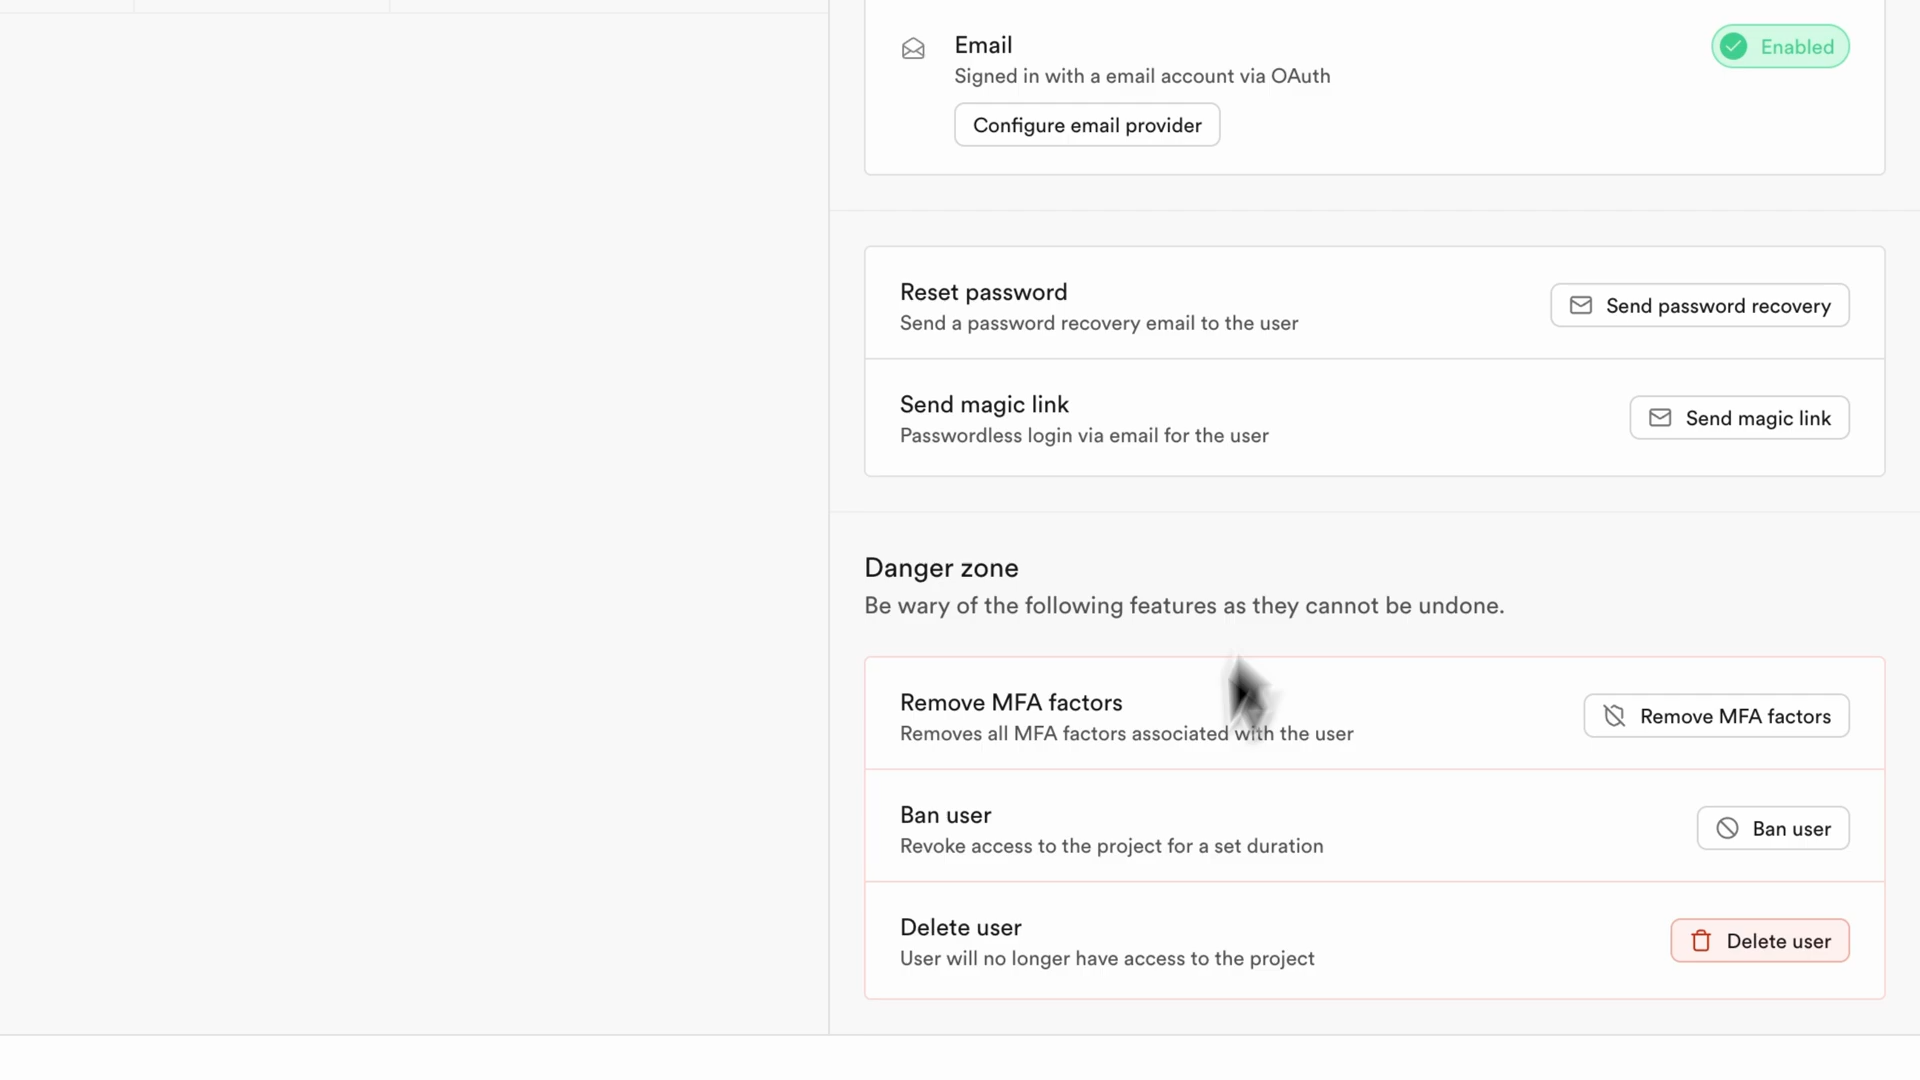 Email
Enabled
Signed in with a email account via OAuth
Configure email provider
Reset password
Send a password recovery email to the user
Send password recovery
Send magic link
Passwordless login via email for the user
Send magic link
Danger zone
Be wary of the following features as they cannot be undone.
Remove MFA factors
Removes all MFA factors associated with the user
Remove MFA factors
Ban user
Revoke access to the project for a set duration
Ban user
Delete user
User will no longer have access to the project
Delete user